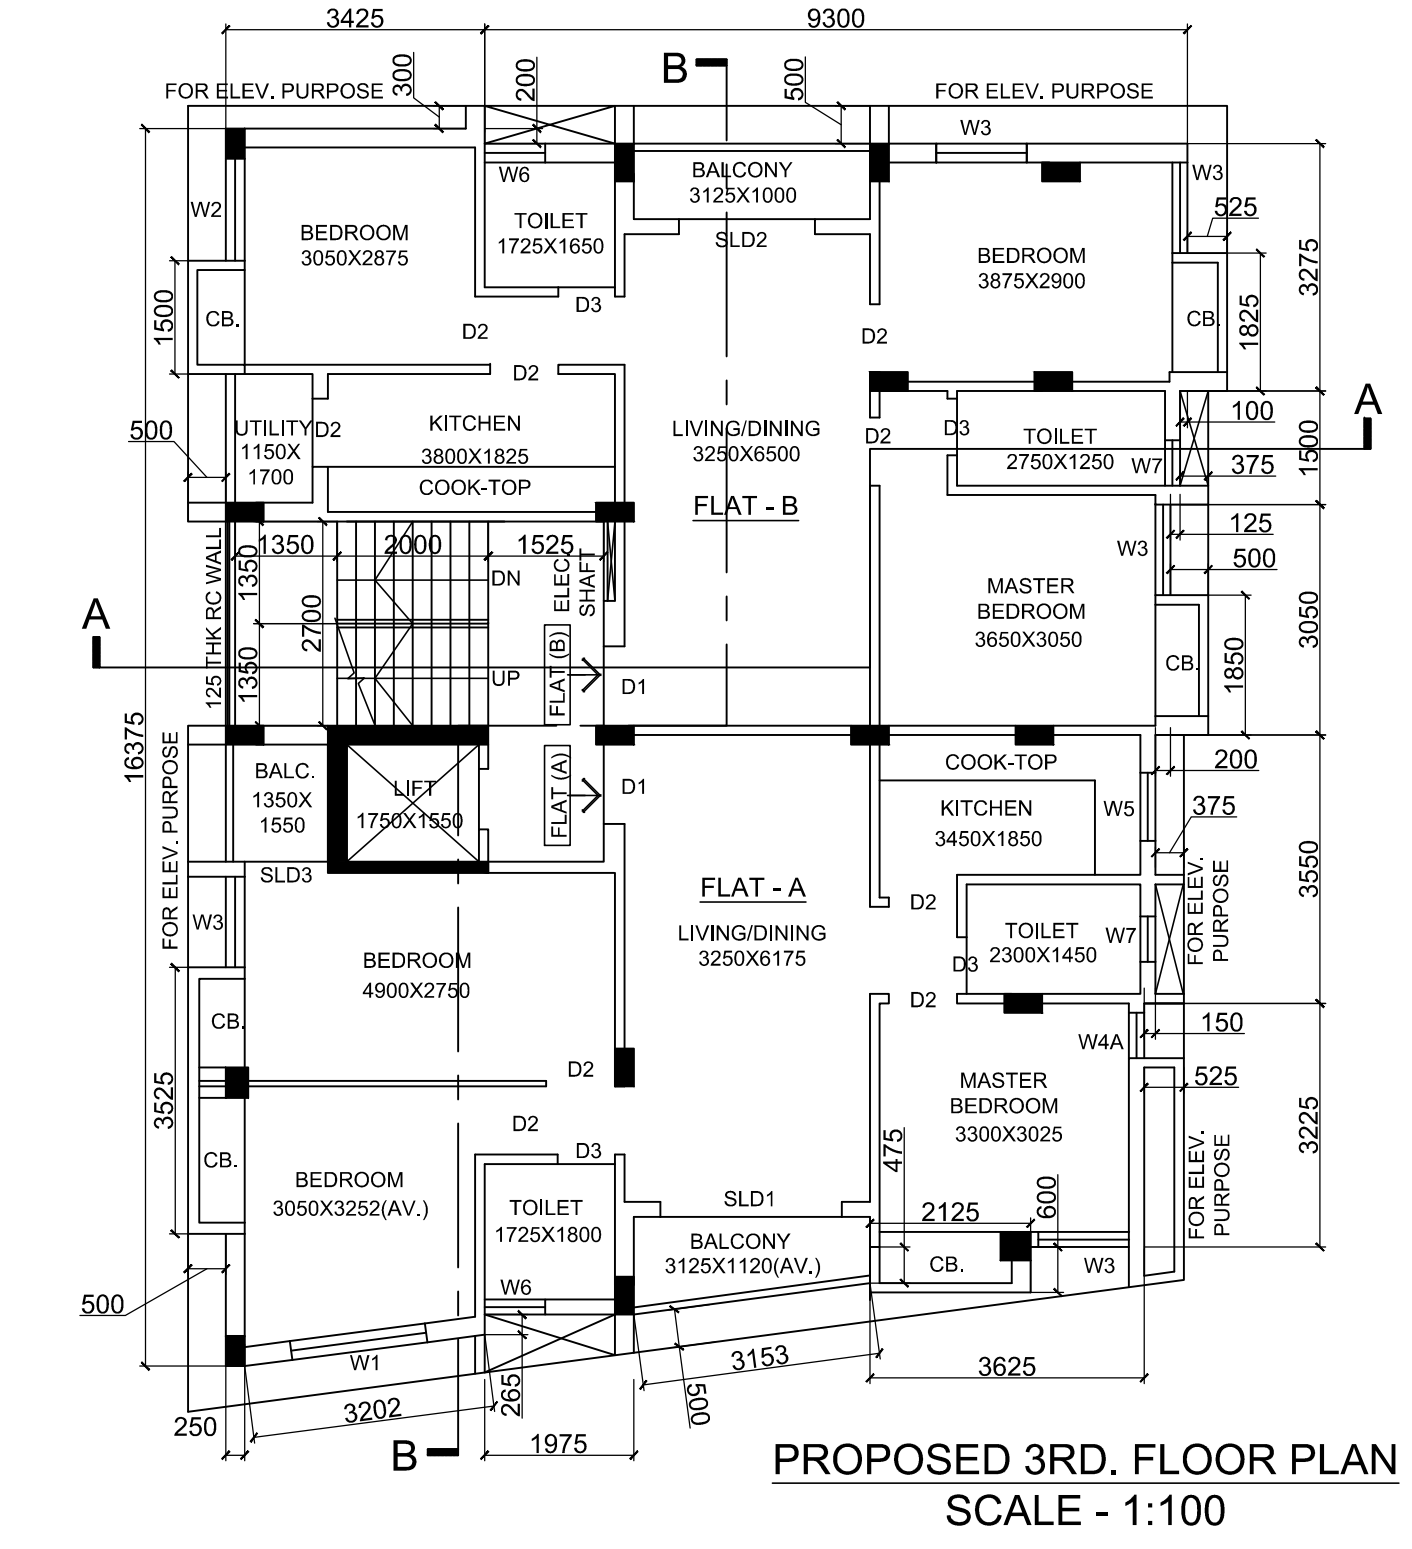 3425
9300
B
FOR ELEV. PURPOSE
300
200
500
FOR ELEV. PURPOSE
W3
W6
BALCONY
3125X1000
W3
W2
TOILET
1725X1650
525
BEDROOM
3050X2875
SLD2
BEDROOM
3875X2900
3275
1500
CB.
D3
CB.
1825
D2
D2
D2
A
100
500
UTILITY
1150X
1700
D2
KITCHEN
3800X1825
LIVING/DINING
3250X6500
D2
D3
TOILET
2750X1250
W7
375
1500
COOK-TOP
FLAT - B
125
1350
2000
1525
W3
500
125 THK RC WALL
1350
2700
DN
ELEC.
SHAFT
MASTER
BEDROOM
3650X3050
3050
A
1350
UP
FLAT (B)
D1
CB.
1850
16375
FOR ELEV. PURPOSE
BALC.
1350X
1550
LIFT
1750X1550
FLAT (A)
D1
COOK-TOP
200
KITCHEN
3450X1850
W5
375
SLD3
FLAT - A
3550
W3
D2
LIVING/DINING
3250X6175
TOILET
2300X1450
W7
FOR ELEV.
PURPOSE
BEDROOM
4900X2750
D3
D2
CB.
150
W4A
3525
D2
MASTER
BEDROOM
3300X3025
525
D2
CB.
D3
475
3225
BEDROOM
3050X3252(AV.)
TOILET
1725X1800
SLD1
2125
600
FOR ELEV.
PURPOSE
BALCONY
3125X1120(AV.)
CB.
W3
W6
500
W1
3153
3625
265
500
3202
250
B
1975
PROPOSED 3RD. FLOOR PLAN
SCALE - 1:100